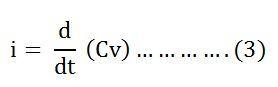 i = d/dt (Cv) … … … … . (3)